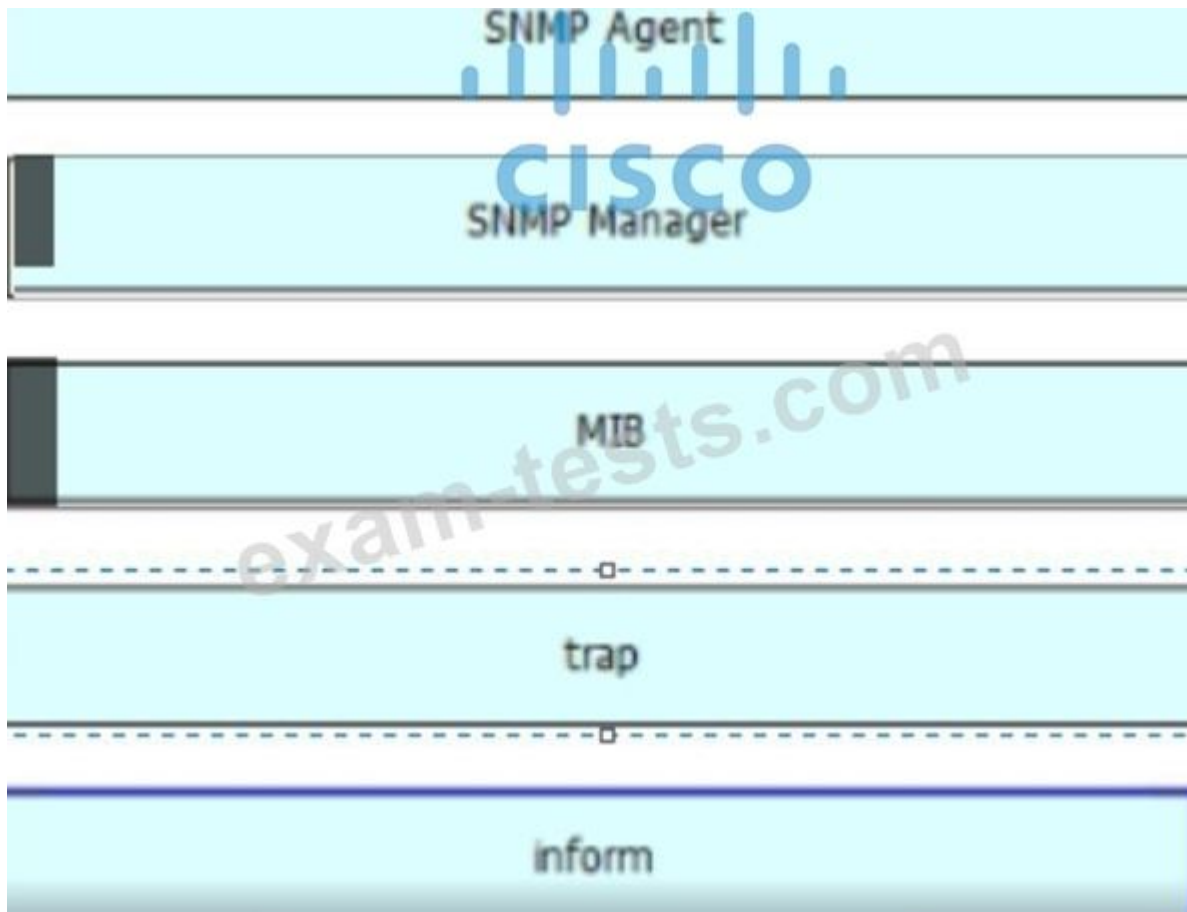 SNMP Agent
CISCO
SNMP Manager
MIB
exam-tests.com
trap
inform